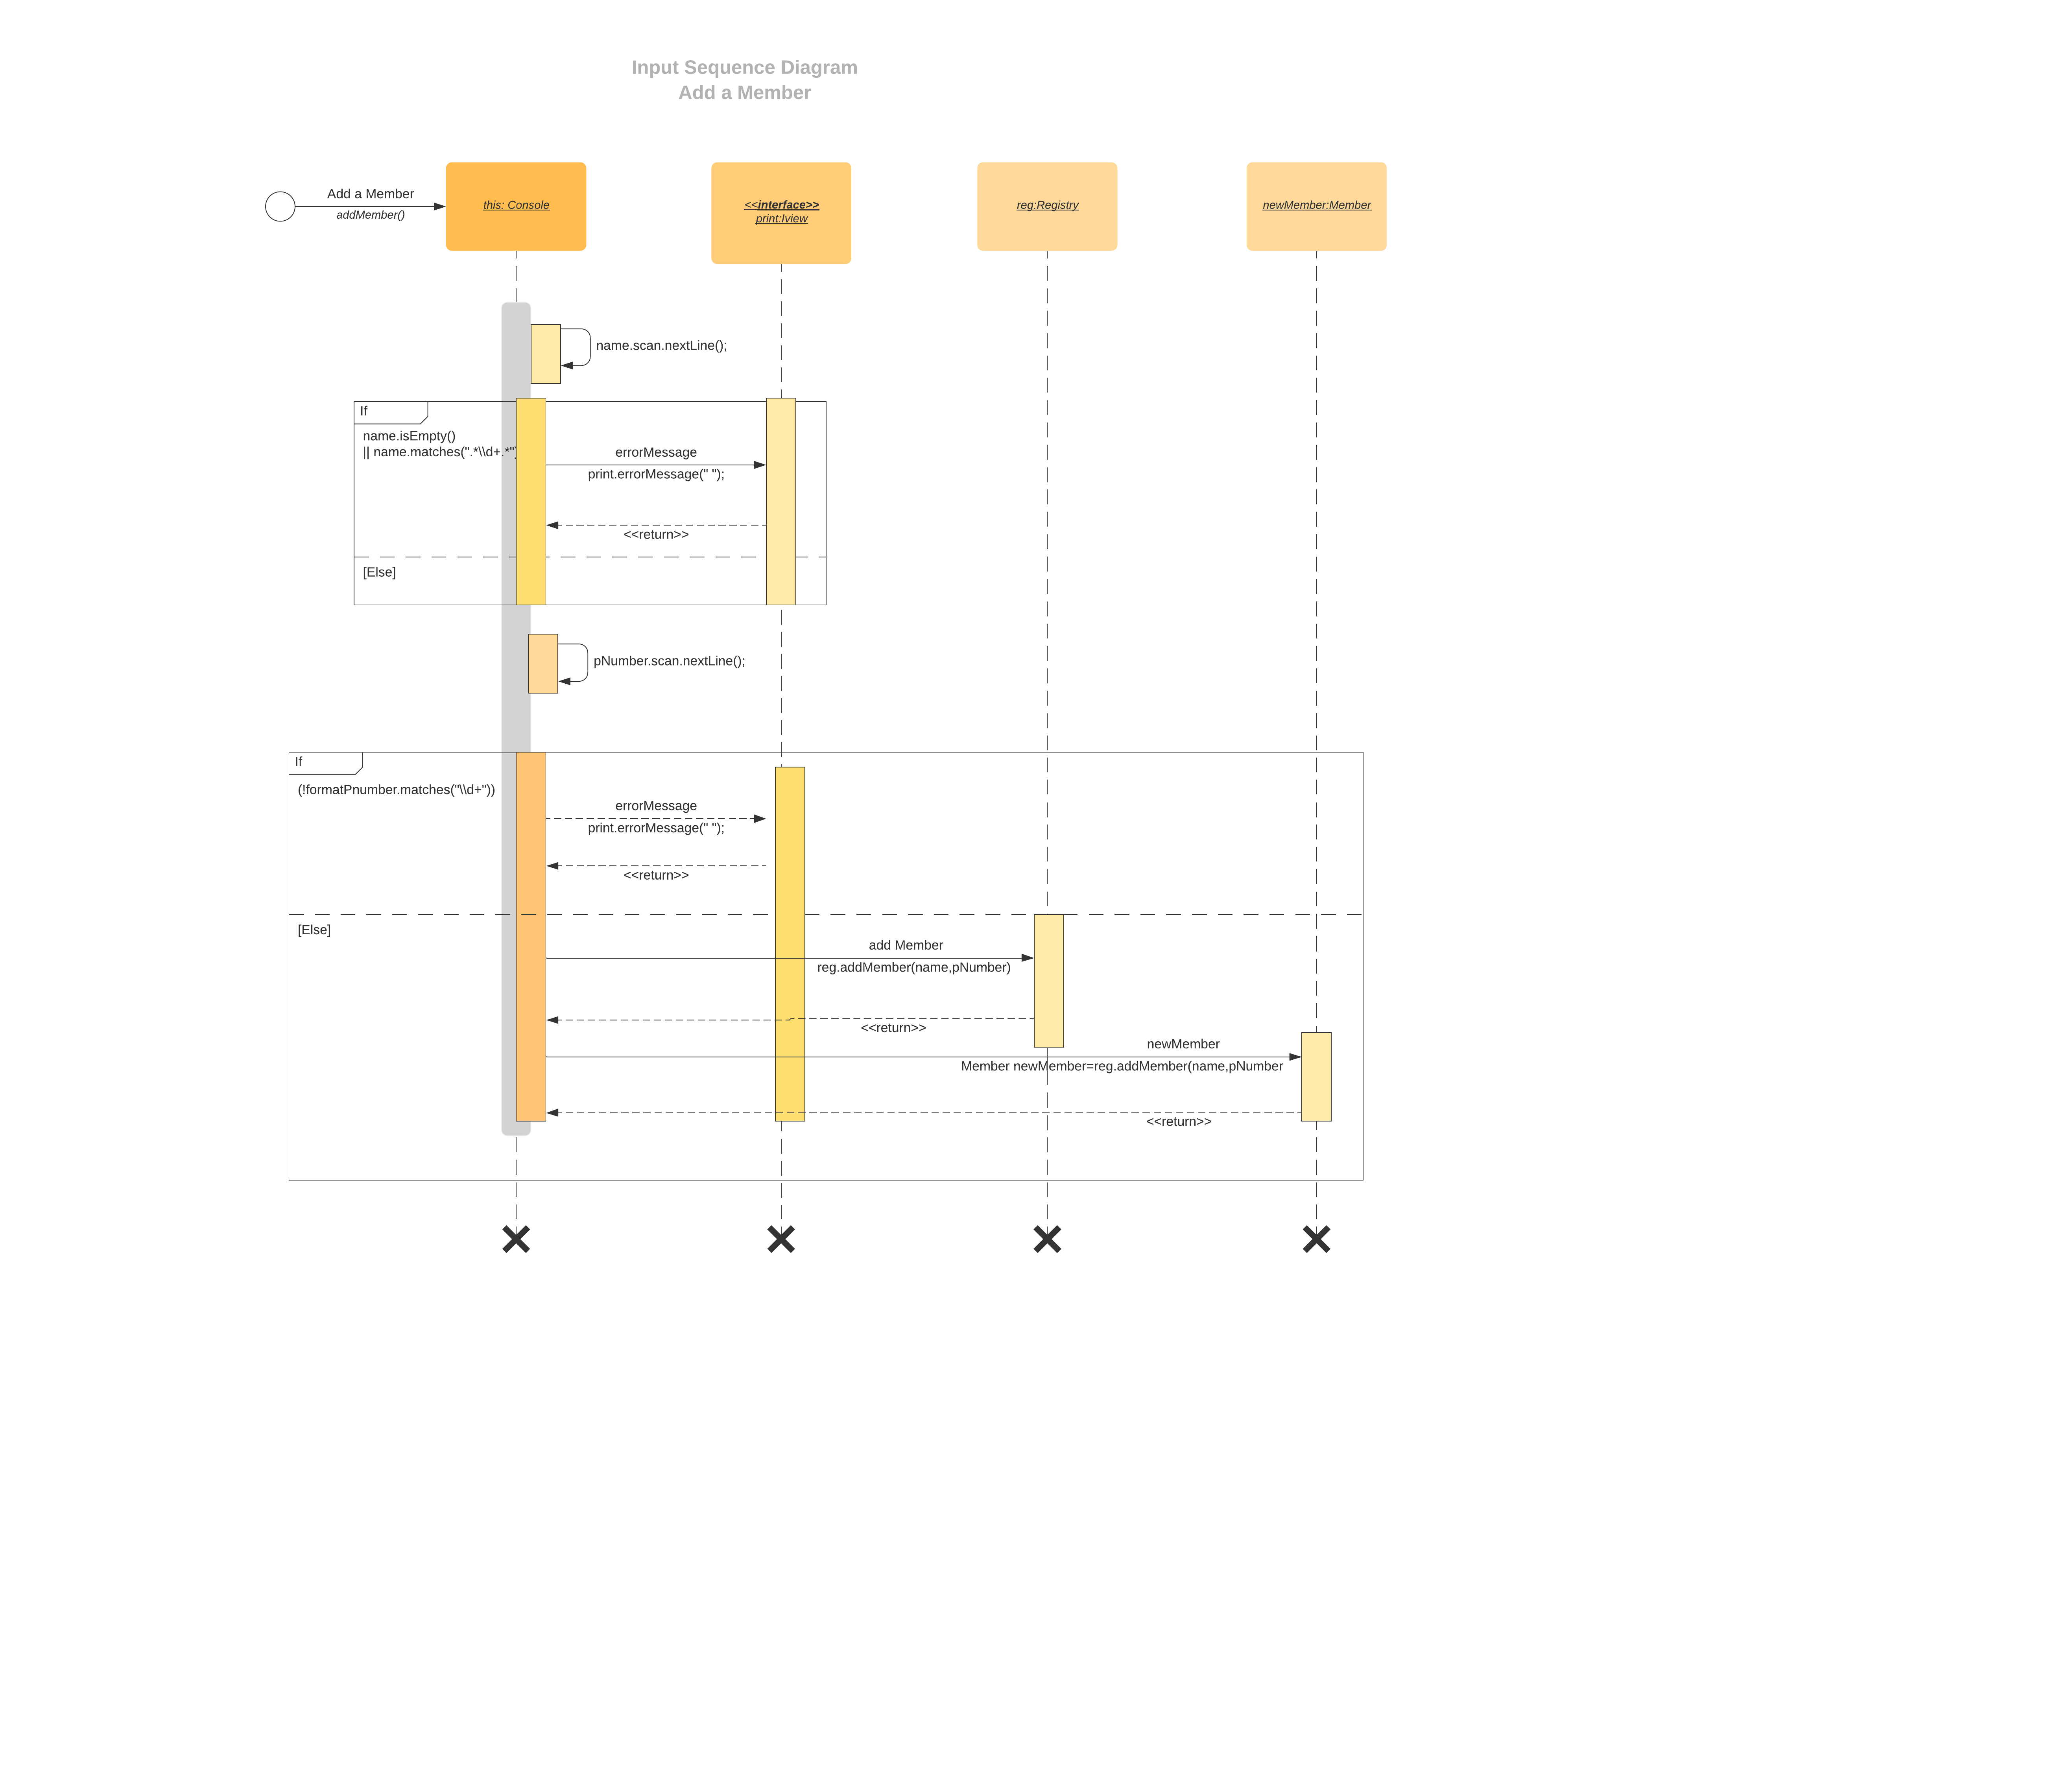 Input Sequence Diagram
Add a Member
Add a Member
addMember()
this: Console
<<interface>>
print:Iview
reg:Registry
newMember:Member
name.scan.nextLine();
If
name.isEmpty()
|| name.matches(".*\\d+.*")
errorMessage
print.errorMessage(" ");
<<return>>
[Else]
pNumber.scan.nextLine();
If
(!formatPnumber.matches("\\d+"))
errorMessage
print.errorMessage(" ");
<<return>>
[Else]
add Member
reg.addMember(name,pNumber)
<<return>>
newMember
Member newMember=reg.addMember(name,pNumber
<<return>>